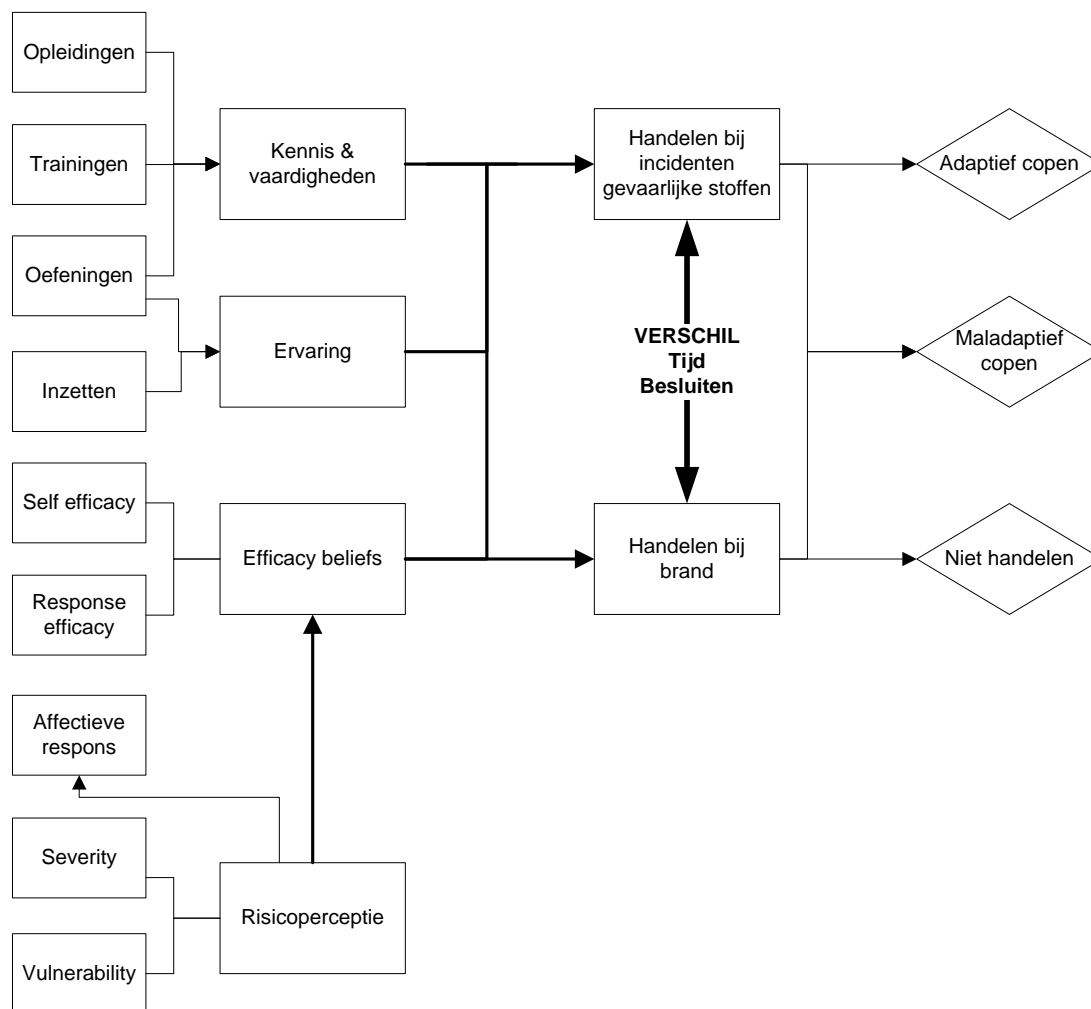 Opleidingen
Trainingen
Oefeningen
Inzetten
Self efficacy
Response
efficacy
Affectieve
respons
Severity
Vulnerability
Kennis &
vaardigheden
Ervaring
Efficacy beliefs
Risicoperceptie
Handelen bij
incidenten
gevaarlijke stoffen
VERSCHIL
Tijd
Besluiten
Handelen bij
brand
Adaptief copen
Maladaptief
copen
Niet handelen